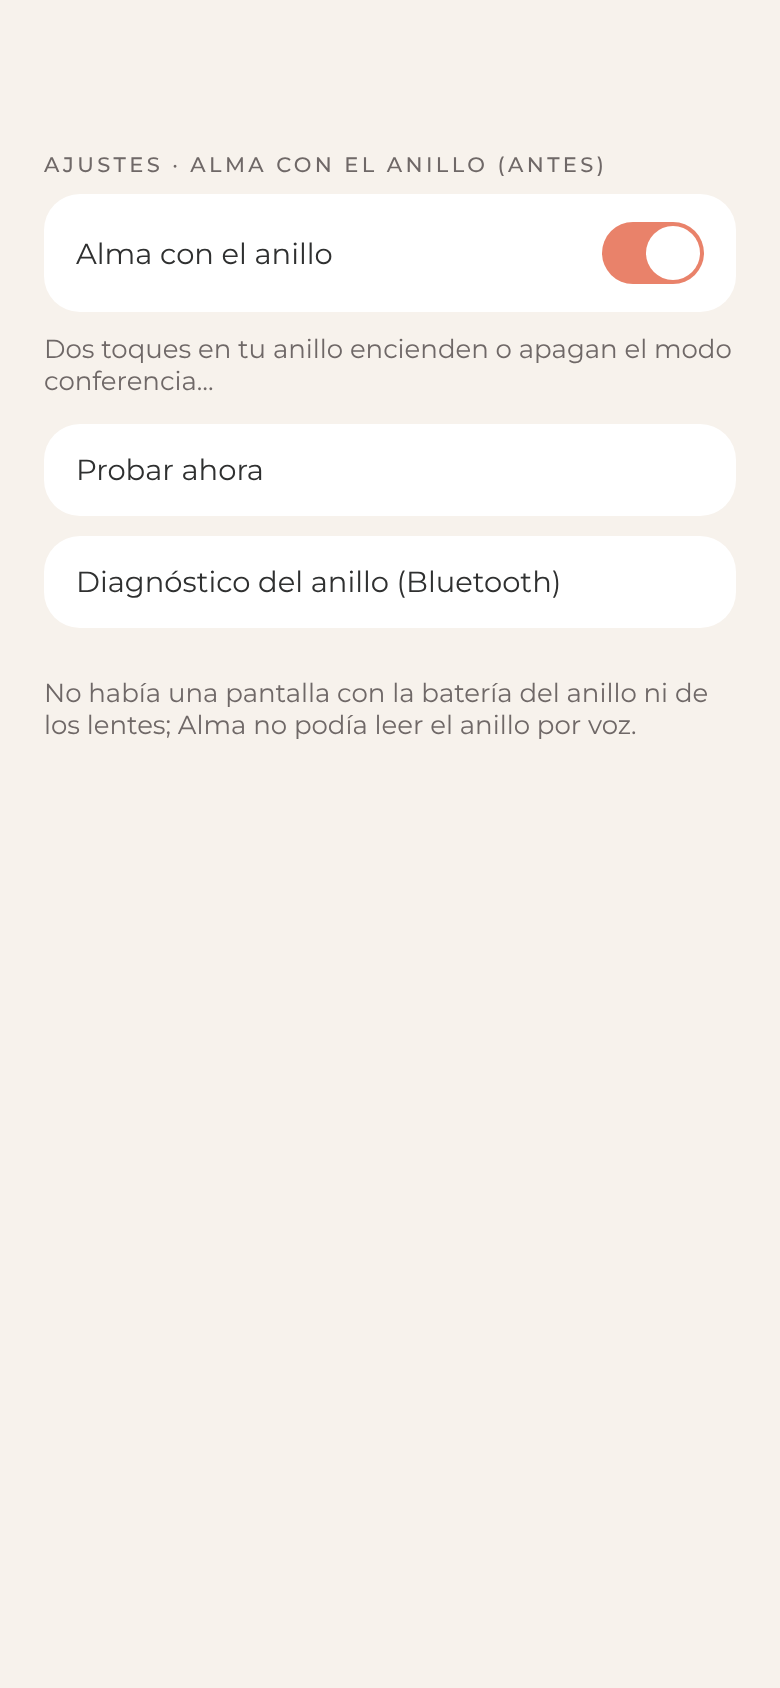 AJUSTES · ALMA CON EL ANILLO (ANTES)
Alma con el anillo
Dos toques en tu anillo encienden o apagan el modo
conferencia...
Probar ahora
Diagnóstico del anillo (Bluetooth)
No había una pantalla con la batería del anillo ni de
los lentes; Alma no podía leer el anillo por voz.